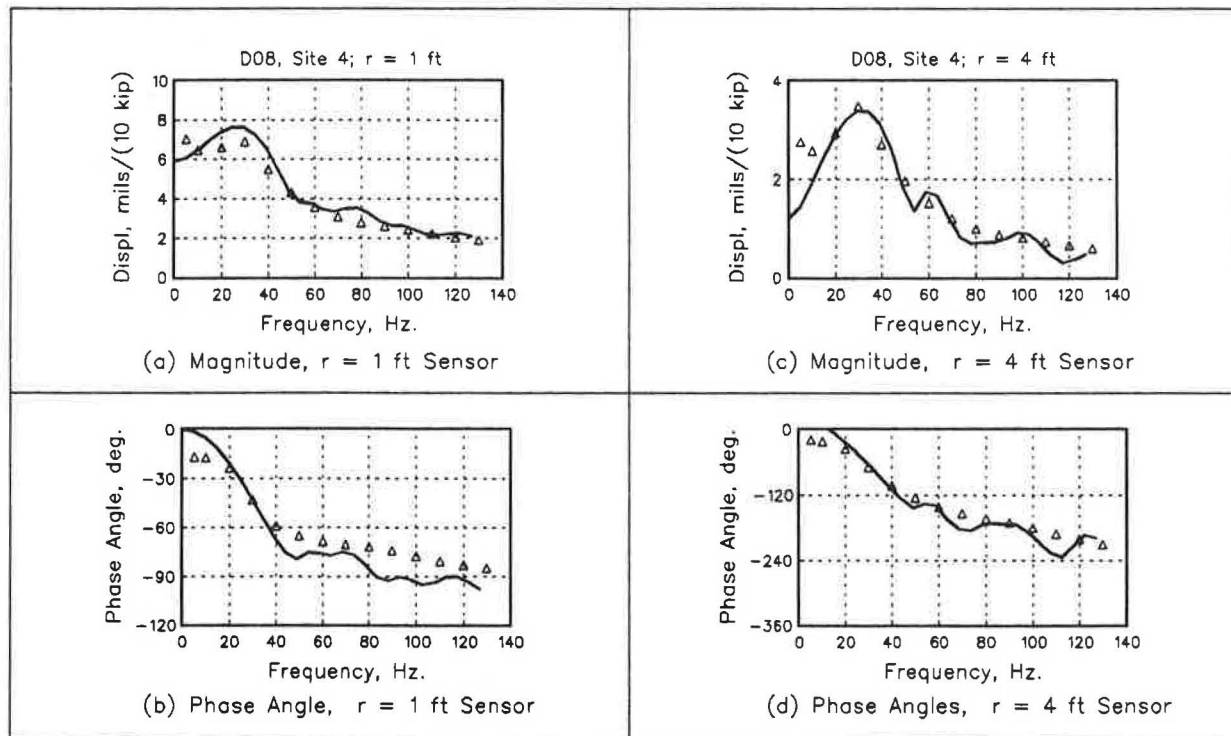 D08, Site 4; r = 1 ft
Displ, mils/(10 kip)
10
8
6
4
2
0
0 20 40 60 80 100 120 140
Frequency, Hz.
(a) Magnitude, r = 1 ft Sensor
D08, Site 4; r = 4 ft
Displ, mils/(10 kip)
4
2
0
0 20 40 60 80 100 120 140
Frequency, Hz.
(c) Magnitude, r = 4 ft Sensor
Phase Angle, deg.
0
-30
-60
-90
-120
0 20 40 60 80 100 120 140
Frequency, Hz.
(b) Phase Angle, r = 1 ft Sensor
Phase Angle, deg.
0
-120
-240
-360
0 20 40 60 80 100 120 140
Frequency, Hz.
(d) Phase Angles, r = 4 ft Sensor